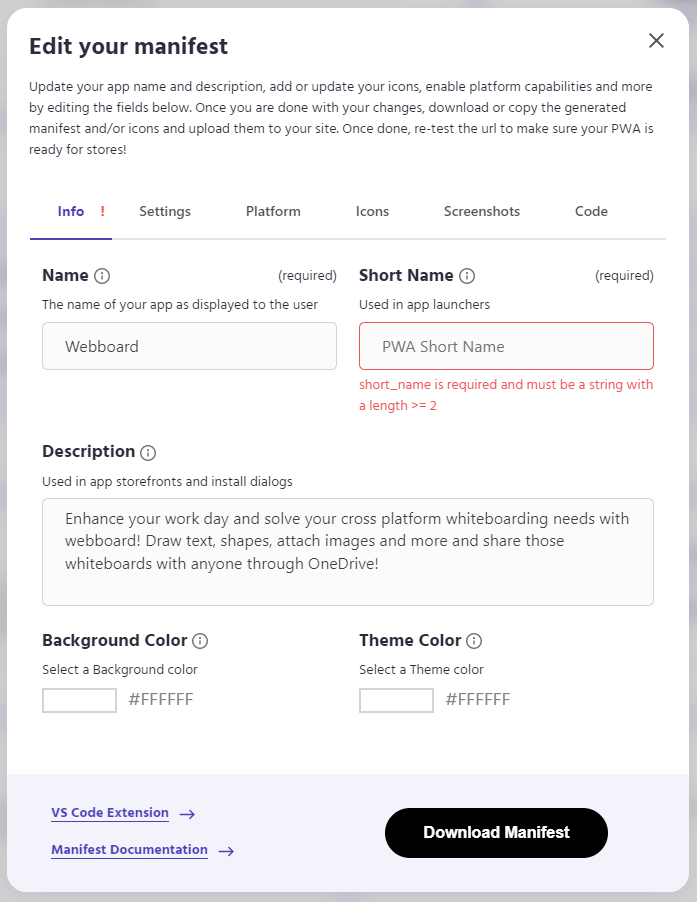 Edit your manifest
Update your app name and description, add or update your icons, enable platform capabilities and more
by editing the fields below. Once you are done with your changes, download or copy the generated
manifest and/or icons and upload them to your site. Once done, re-test the url to make sure your PWA is
ready for stores!
Info ! Settings Platform Icons Screenshots Code
Name (required)
The name of your app as displayed to the user
Webboard
Short Name (required)
Used in app launchers
PWA Short Name
short_name is required and must be a string with
a length >= 2
Description
Used in app storefronts and install dialogs
Enhance your work day and solve your cross platform whiteboarding needs with
webboard! Draw text, shapes, attach images and more and share those
whiteboards with anyone through OneDrive!
Background Color
Select a Background color
#FFFFFF
Theme Color
Select a Theme color
#FFFFFF
VS Code Extension
Manifest Documentation
Download Manifest